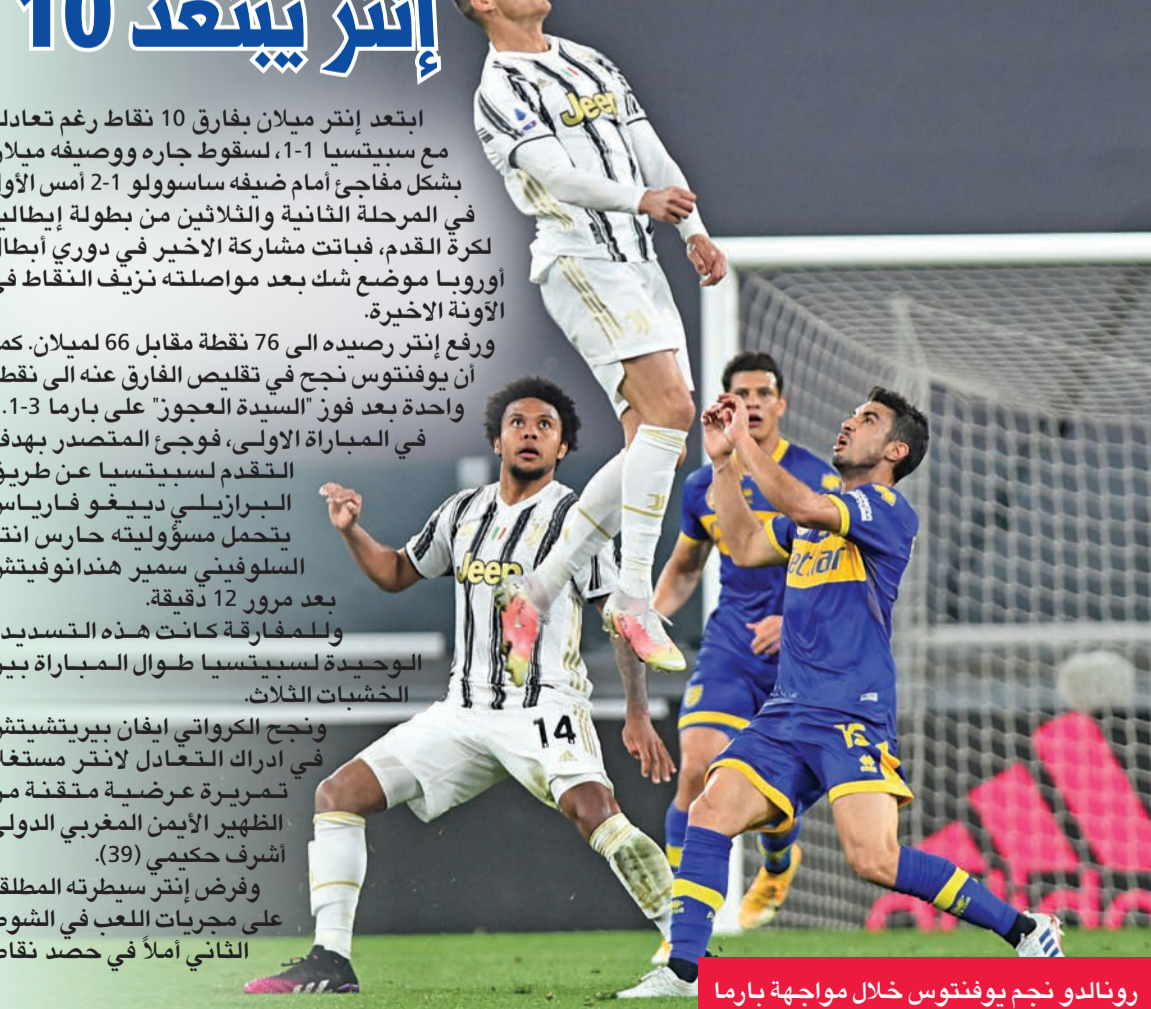 إنتر يبتعد 10
ابتعد إنتر ميلان بفارق 10 نقاط رغم تعادله
مع سبيتسيا 1-1، لسقوط جاره ووصيفه ميلان
بشكل مفاجئ أمام ضيفه ساسوولو 1-2 أمس الأول
في المرحلة الثانية والثلاثين من بطولة إيطاليا
لكرة القدم، فباتت مشاركة الاخير في دوري أبطال
أوروبا موضع شك بعد مواصلته نزيف النقاط في
الآونة الاخيرة.
ورفع إنتر رصيده الى 76 نقطة مقابل 66 لميلان. كما
أن يوفنتوس نجح في تقليص الفارق عنه الى نقطة
واحدة بعد فوز "السيدة العجوز" على بارما 3-1.
في المباراة الاولى، فوجئ المتصدر بهدف
التقدم لسبيتسيا عن طريق
البرازيلي دييغو فارياس
يتحمل مسؤوليته حارس انتر
السلوفيني سمير هندانوفيتش
بعد مرور 12 دقيقة.
وللمفارقة كانت هذه التسديدة
الوحيدة لسبيتسيا طوال المباراة بين
الخشبات الثلاث.
ونجح الكرواتي ايفان بيريتشيتش
في ادراك التعادل لانتر مستغلا
تمريرة عرضية متقنة من
الظهير الأيمن المغربي الدولي
أشرف حكيمي (39).
وفرض إنتر سيطرته المطلقة
على مجريات اللعب في الشوط
الثاني أملاً في حصد نقاط
Jeep
Jeep
14
15
رونالدو نجم يوفنتوس خلال مواجهة بارما